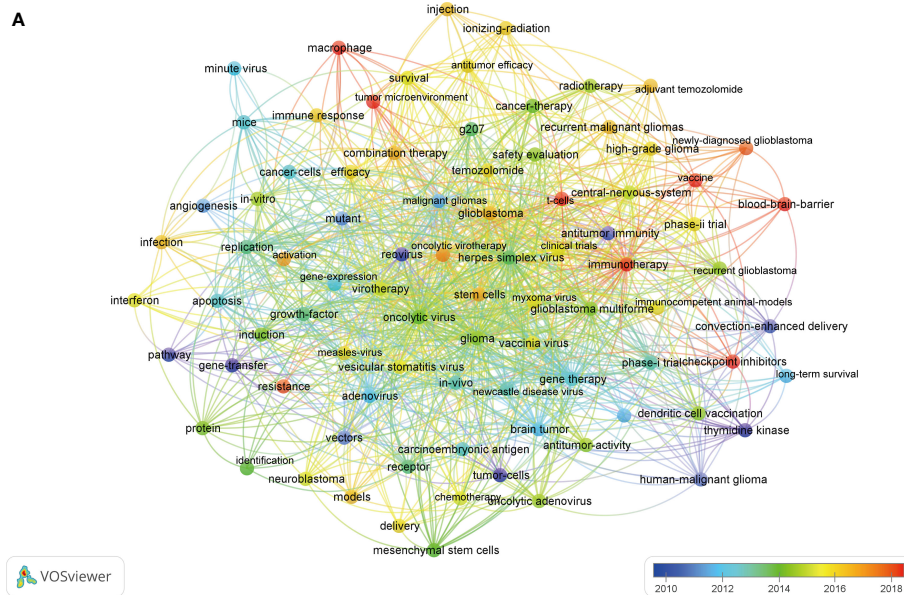 A
injection
ionizing-radiation
macrophage
antitumor efficacy
minute virus
survival
radiotherapy
adjuvant temozolomide
tumor microenvironment
cancer-therapy
immune response
mice
g207
recurrent malignant gliomas
newly-diagnosed glioblastoma
combination therapy
safety evaluation
high-grade glioma
cancer-cells
efficacy
temozolomide
vaccine
in-vitro
malignant gliomas
t-cells
central-nervous-system
angiogenesis
glioblastoma
blood-brain-barrier
mutant
phase-ii trial
antitumor immunity
infection
replication
oncolytic virotherapy
clinical trials
activation
reovirus
herpes simplex virus
immunotherapy
recurrent glioblastoma
gene-expression
virotherapy
stem cells
myxoma virus
immunocompetent animal-models
interferon
apoptosis
glioblastoma multiforme
growth-factor
oncolytic virus
convection-enhanced delivery
induction
glioma
vaccinia virus
pathway
measles-virus
gene-transfer
vesicular stomatitis virus
phase-i trial
checkpoint inhibitors
long-term survival
resistance
in-vivo
gene therapy
adenovirus
newcastle disease virus
dendritic cell vaccination
protein
brain tumor
thymidine kinase
vectors
carcinoembryonic antigen
antitumor-activity
identification
receptor
neuroblastoma
tumor-cells
human-malignant glioma
models
chemotherapy
oncolytic adenovirus
delivery
mesenchymal stem cells
VOSviewer
2010 2012 2014 2016 2018